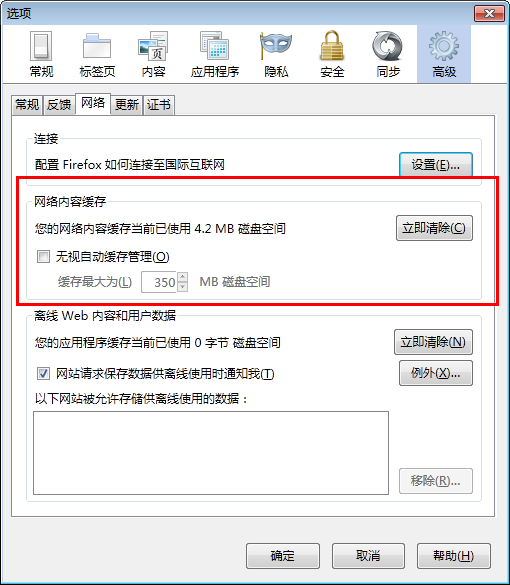 选项
常规 标签页 内容 应用程序 隐私 安全 同步 高级
常规 反馈 网络 更新 证书
连接
配置 Firefox 如何连接至国际互联网 设置(E)...
网络内容缓存
您的网络内容缓存当前已使用 4.2 MB 磁盘空间 立即清除(C)
无视自动缓存管理(O)
缓存最大为(L) 350 MB 磁盘空间
离线 Web 内容和用户数据
您的应用程序缓存当前已使用 0 字节 磁盘空间 立即清除(N)
网站请求保存数据供离线使用时通知我(T) 例外(X)...
以下网站被允许存储供离线使用的数据：
移除(R)...
确定 取消 帮助(H)